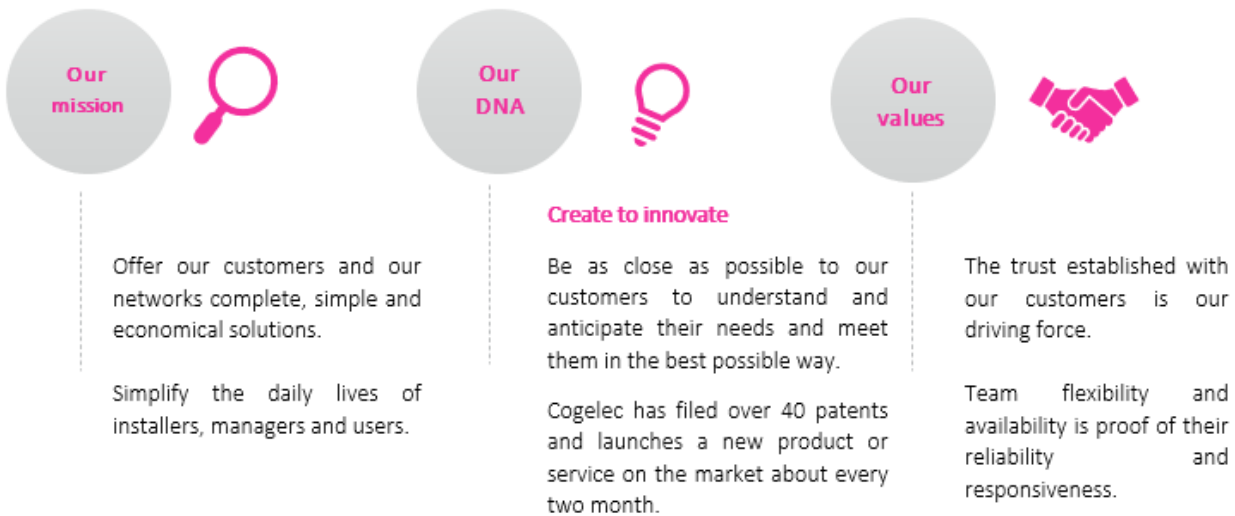 Our
mission
Our
DNA
Our
values
Offer our customers and our
networks complete, simple and
economical solutions.
Simplify the daily lives of
installers, managers and users.
Create to innovate
Be as close as possible to our
customers to understand and
anticipate their needs and meet
them in the best possible way.
Cogelec has filed over 40 patents
and launches a new product or
service on the market about every
two month.
The trust established with
our customers is our
driving force.
Team flexibility and
availability is proof of their
reliability and
responsiveness.